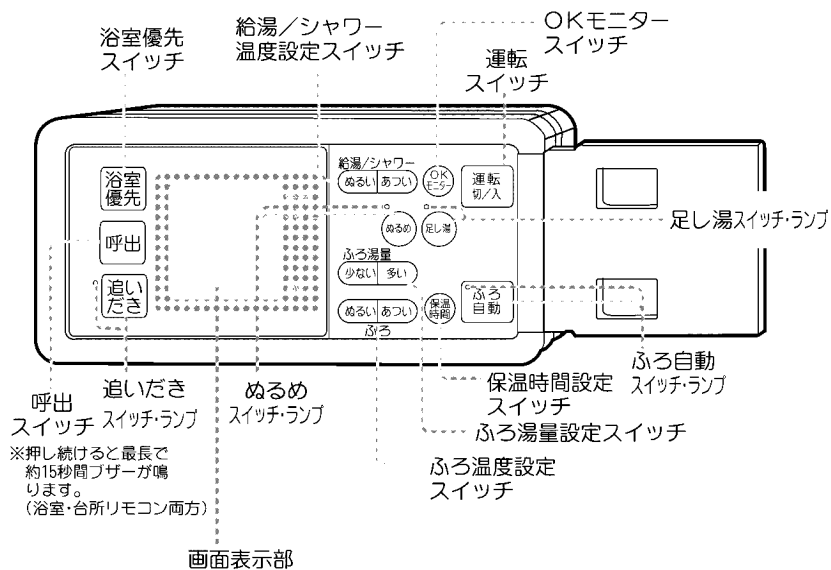 浴室優先
スイッチ
給湯／シャワー
温度設定スイッチ
OKモニター
スイッチ
運転
スイッチ
浴室
優先
呼出
追い
だき
給湯/シャワー
ぬるい あつい
OK
モニター
運転
切/入
ぬるめ
足し湯
ふろ湯量
少ない 多い
ぬるい あつい
ふろ
保温
時間
ふろ
自動
足し湯スイッチ・ランプ
ふろ自動
スイッチ・ランプ
保温時間設定
スイッチ
ふろ湯量設定スイッチ
ふろ温度設定
スイッチ
ぬるめ
スイッチ・ランプ
追いだき
スイッチ・ランプ
呼出
スイッチ
※押し続けると最長で
約15秒間ブザーが鳴
ります。
（浴室・台所リモコン両方）
画面表示部